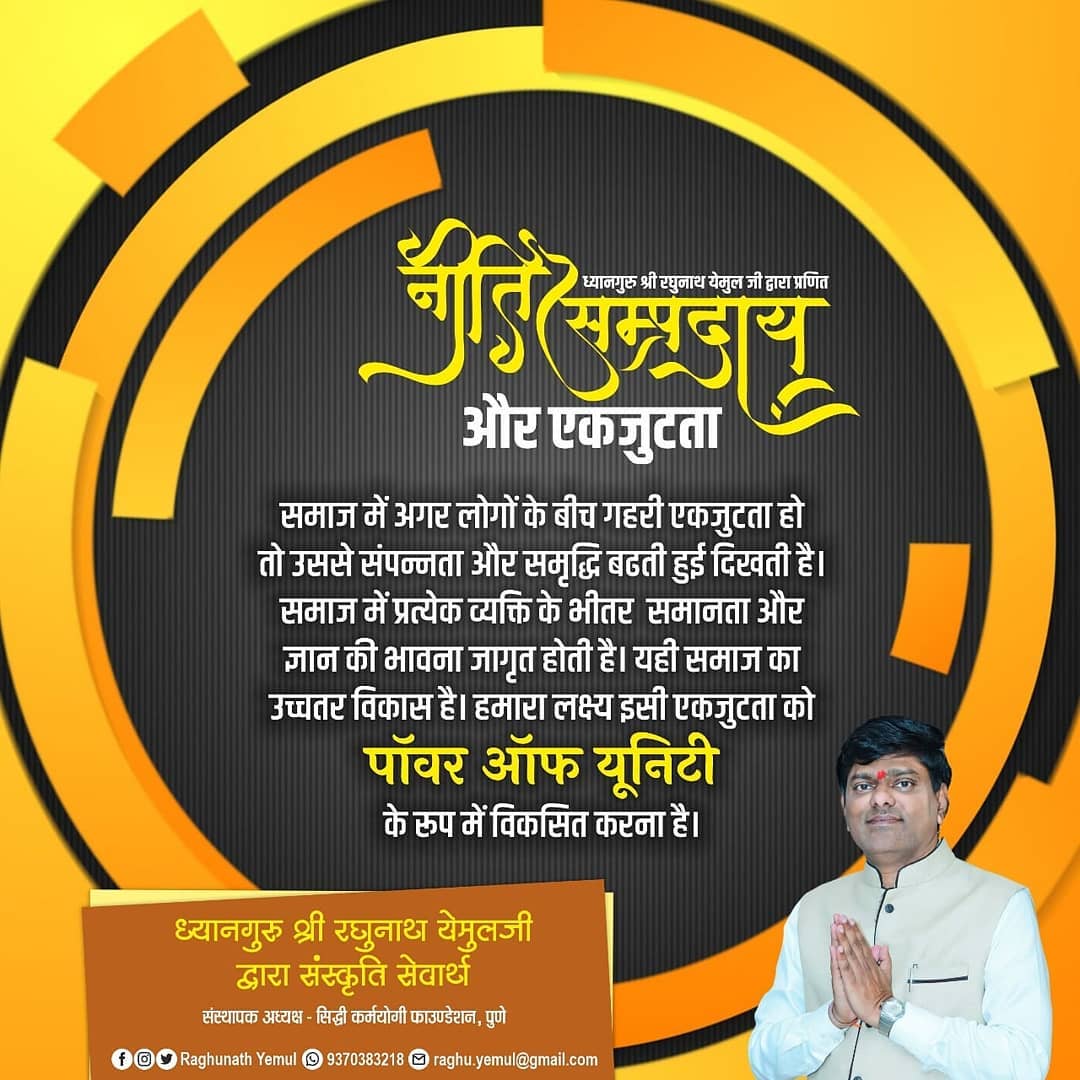 ध्यानगुरु श्री रघुनाथ येमुल जी द्वारा प्रणित
नीति सम्प्रदाय
और एकजुटता
समाज में अगर लोगों के बीच गहरी एकजुटता हो
तो उससे संपन्नता और समृद्धि बढती हुई दिखती है।
समाज में प्रत्येक व्यक्ति के भीतर समानता और
ज्ञान की भावना जागृत होती है। यही समाज का
उच्चतर विकास है। हमारा लक्ष्य इसी एकजुटता को
पॉवर ऑफ यूनिटी
के रूप में विकसित करना है।
ध्यानगुरु श्री रघुनाथ येमुलजी
द्वारा संस्कृति सेवार्थ
संस्थापक अध्यक्ष - सिद्धी कर्मयोगी फाउण्डेशन, पुणे
Raghunath Yemul 9370383218 raghu.yemul@gmail.com